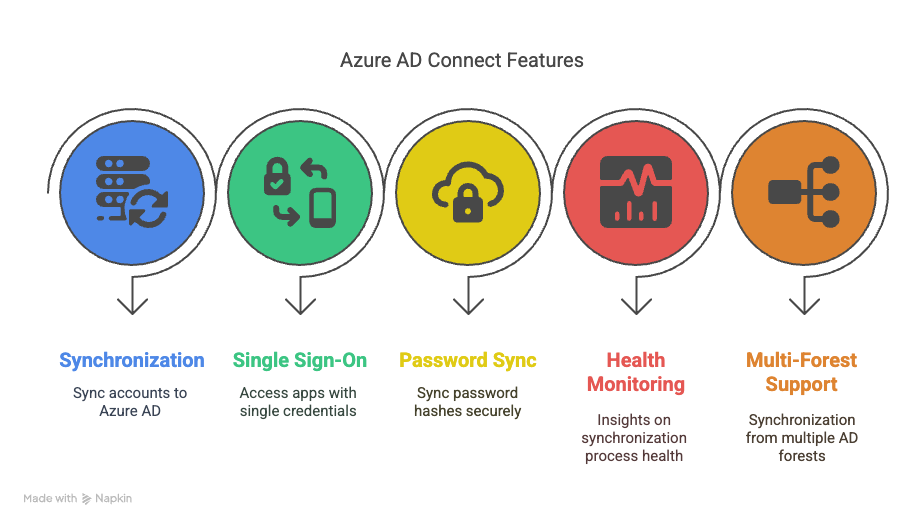 Azure AD Connect Features
Synchronization
Sync accounts to
Azure AD
Single Sign-On
Access apps with
single credentials
Password Sync
Sync password
hashes securely
Health
Monitoring
Insights on
synchronization
process health
Multi-Forest
Support
Synchronization
from multiple AD
forests
Made with Napkin